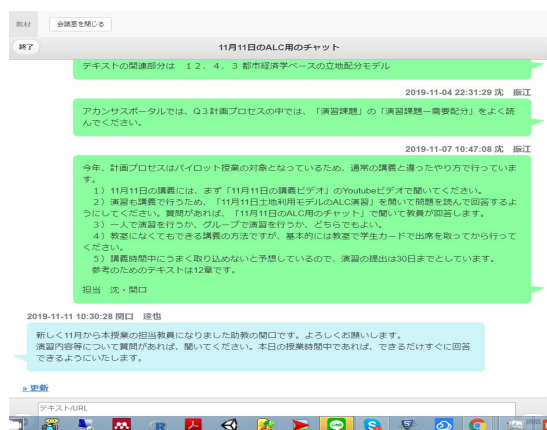 教材 会議室を閉じる
終了 11月11日のALC用のチャット
テキストの関連部分は １２．４．３ 都市経済学ベースの立地配分モデル
2019-11-04 22:31:29 沈 振江
アカンサスポータルでは、Q３計画プロセスの中では、「演習課題」の「演習課題ー需要配分」をよく読
んでください。
2019-11-07 10:47:08 沈 振江
今年、計画プロセスはパイロット授業の対象となっているため、通常の講義と違ったやり方で行っていま
す。
１）11月11日の講義には、まず「11月11日の講義ビデオ」のYoutubeビデオで聞いてください。
２）演習も講義で行うため、「11月11日土地利用モデルのALC演習」を開いて問題を読んで回答するよ
うにしてください。質問があれば、「11月11日のALC用のチャット」で聞いて教員が回答します。
３）一人で演習を行うか、グループで演習を行うか、どちらでもよい。
４）教室になくてもできる講義の方法ですが、基本的には教室で学生カードで出席を取ってから行って
ください。
５）講義時間中にうまく取り込めないと予想しているので、演習の提出は30日までとしています。
参考のためのテキストは12章です。
担当 沈・関口
2019-11-11 10:30:28 関口 達也
新しく11月から本授業の担当教員になりました助教の関口です。よろしくお願いします。
演習内容等について質問があれば、聞いてください。本日の授業時間中であれば、できるだけすぐに回答
できるようにいたします。
» 更新
テキスト/URL